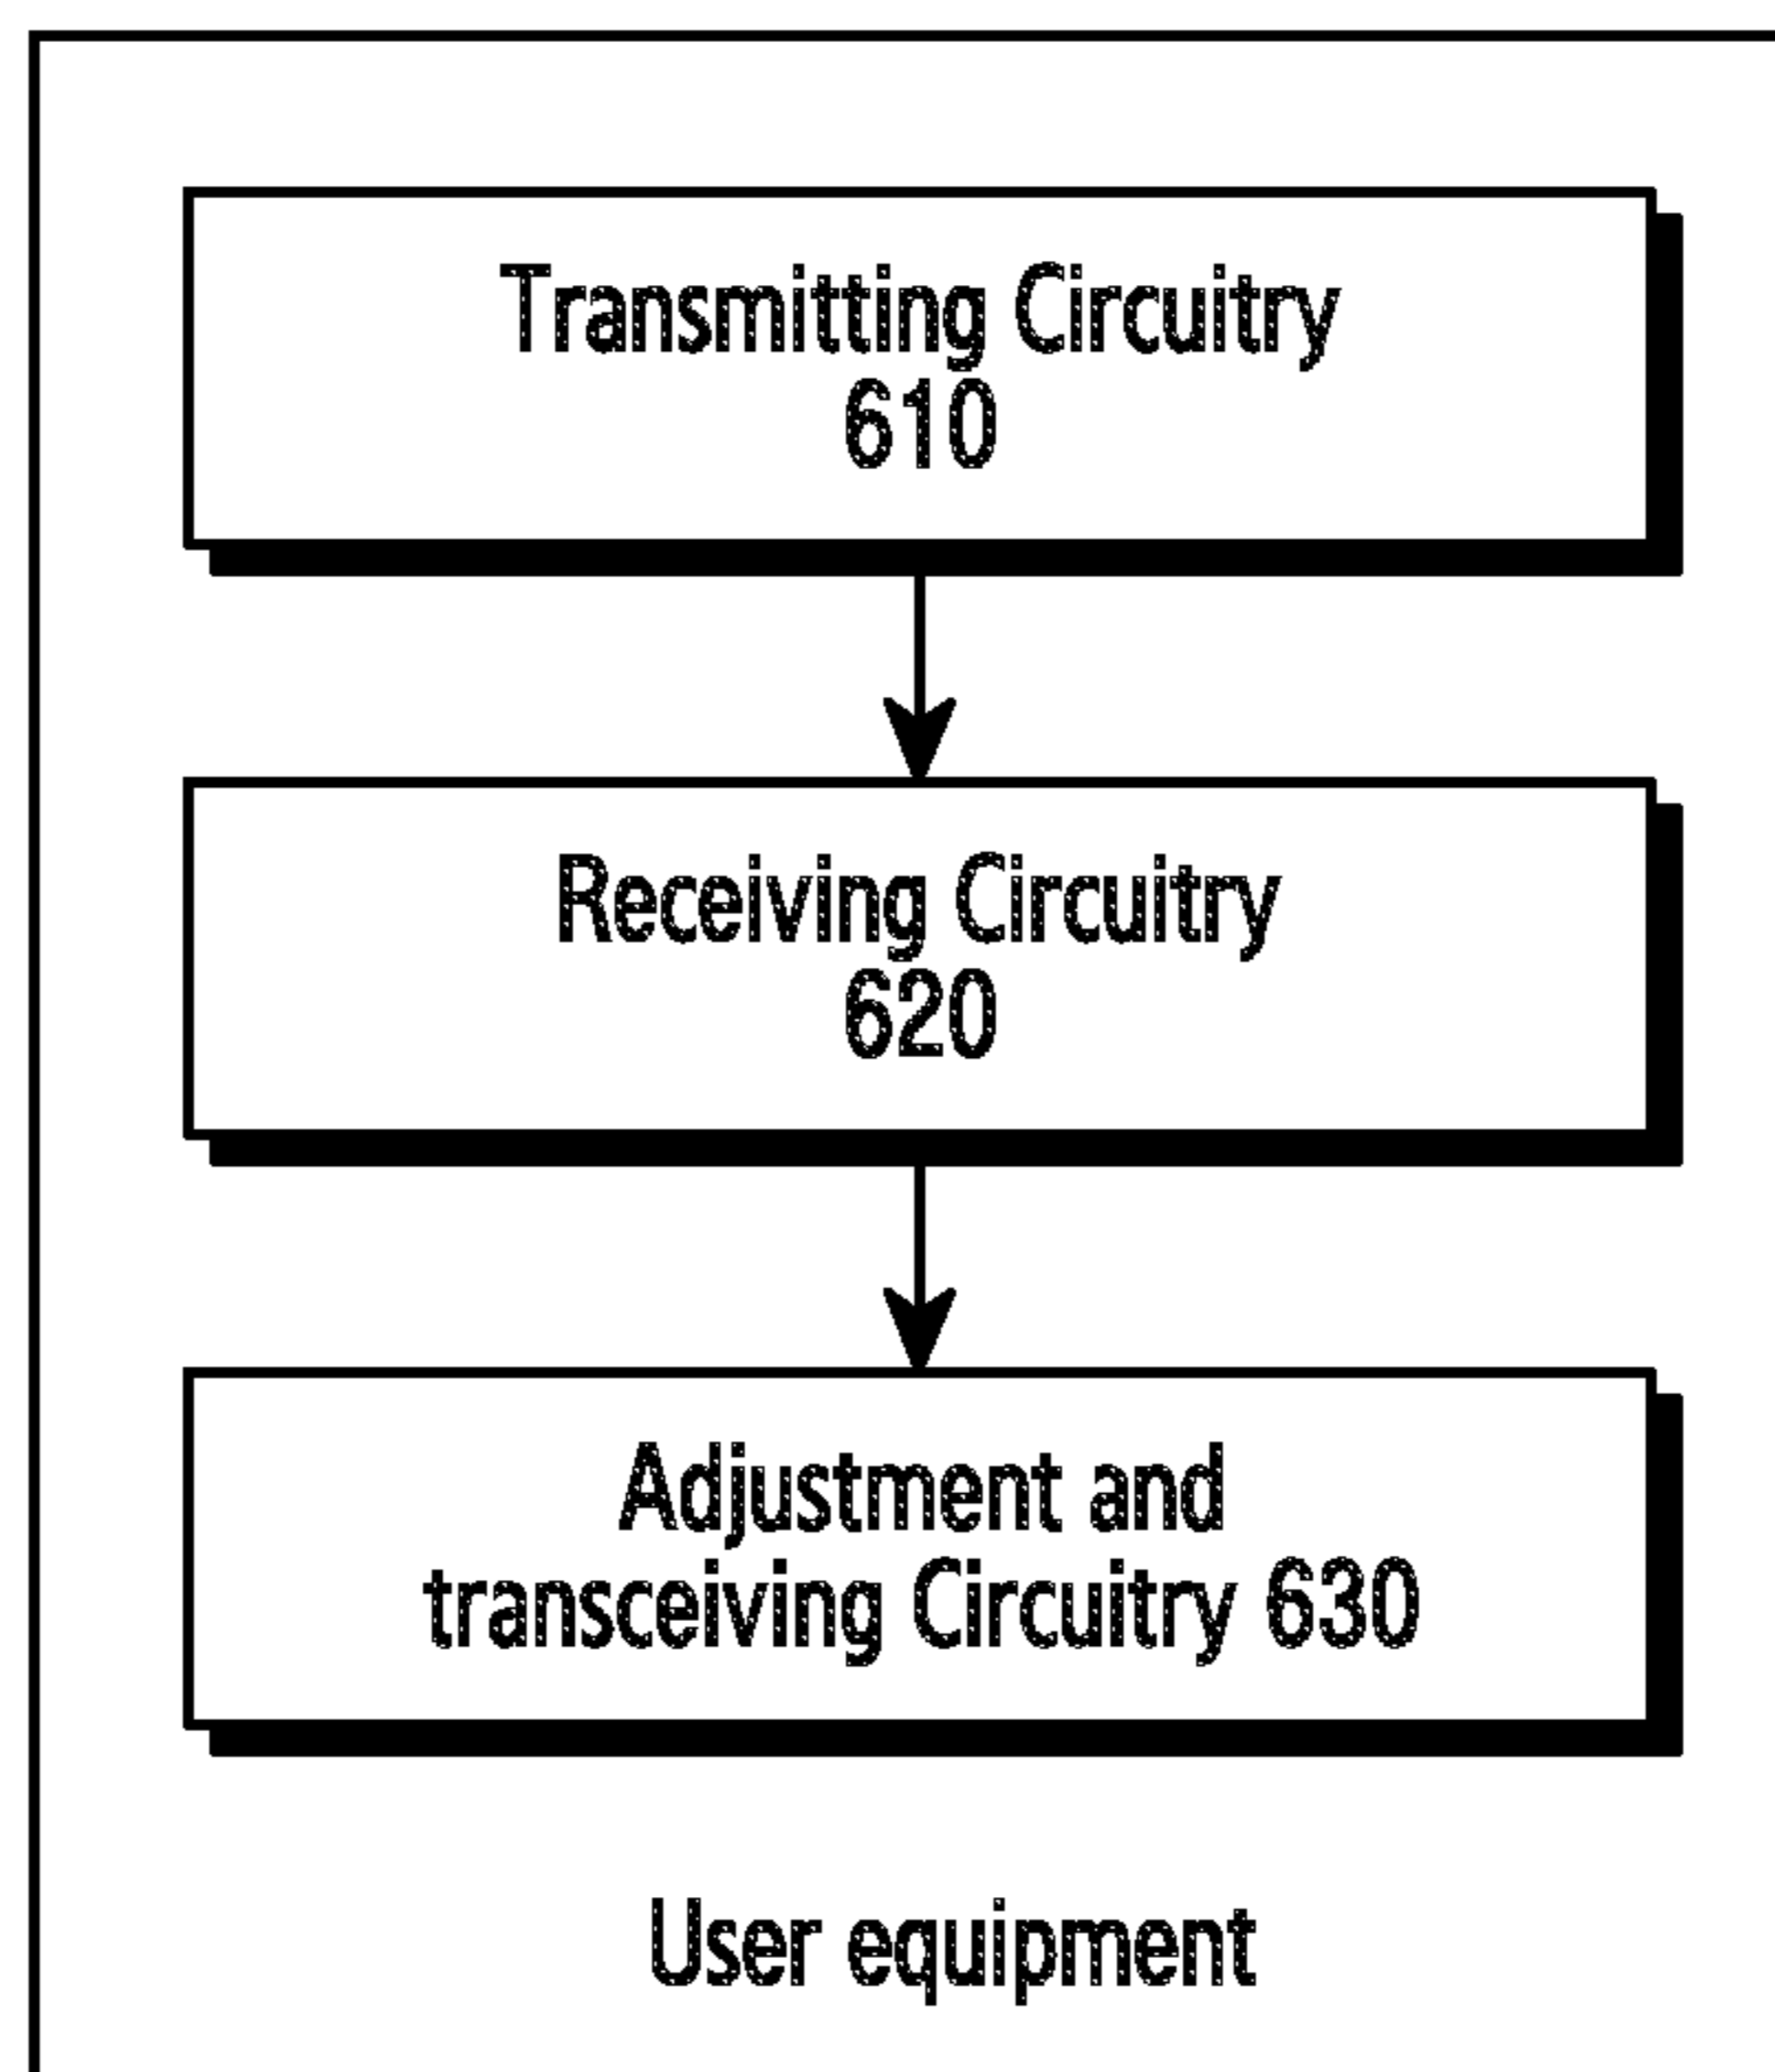 Transmitting Circuitry
610
Receiving Circuitry
620
Adjustment and
transceiving Circuitry 630
User equipment